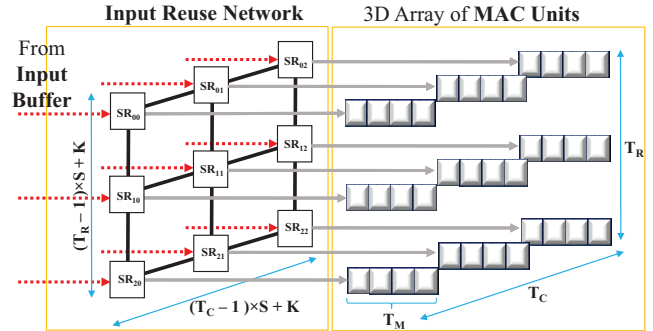 Input Reuse Network
3D Array of MAC Units
From
Input
Buffer
SR02
SR01
SR00
SR12
SR11
SR10
SR22
SR21
SR20
(TR – 1)×S + K
(TC – 1)×S + K
TM
TC
TR